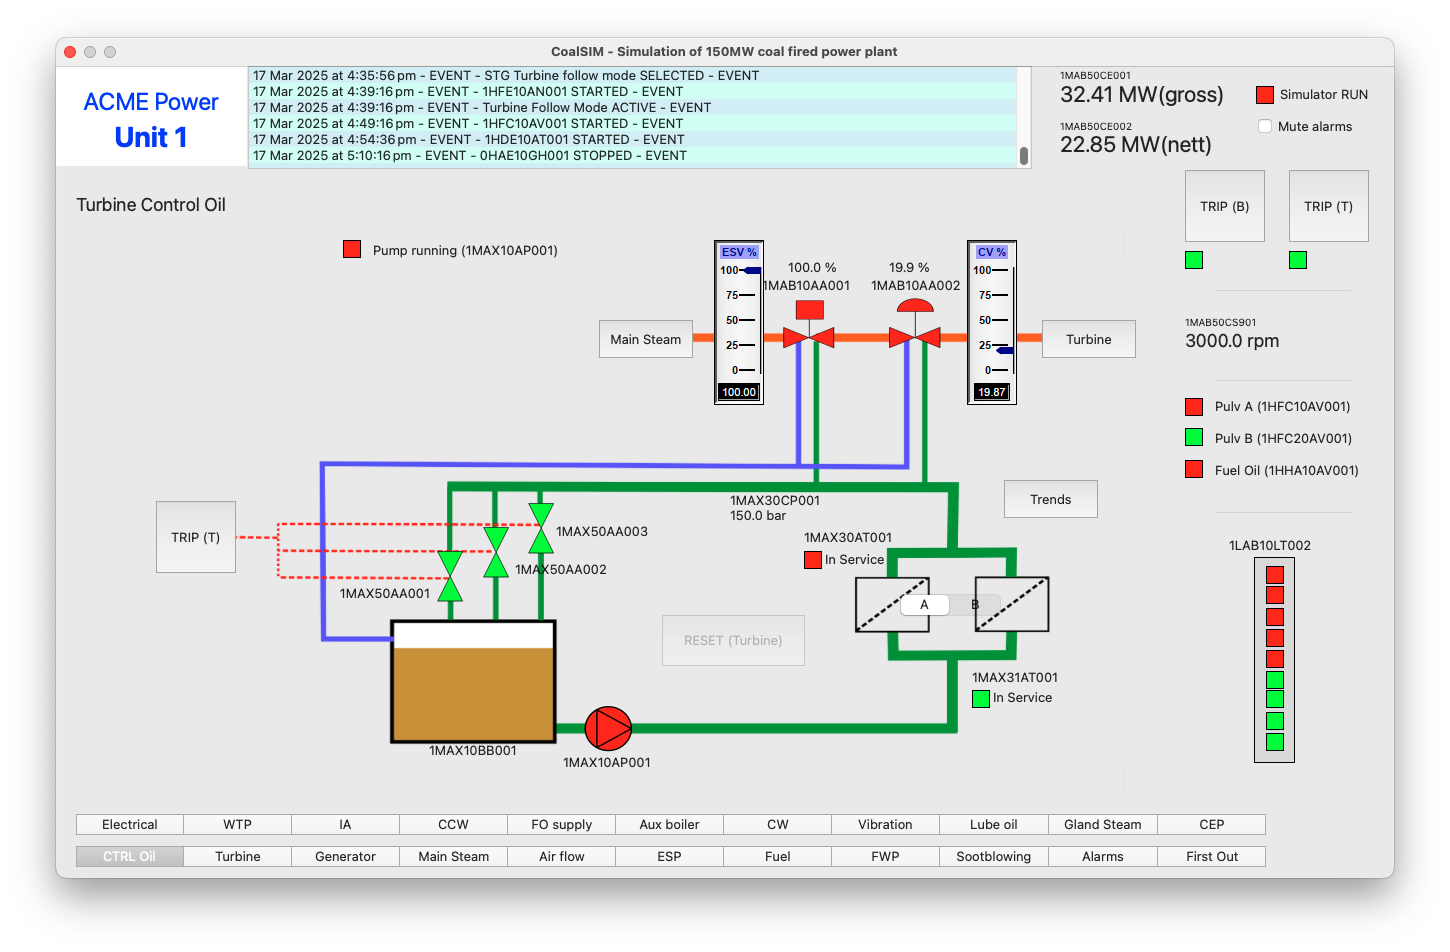 CoalSIM - Simulation of 150MW coal fired power plant
ACME Power
Unit 1
17 Mar 2025 at 4:35:56 pm - EVENT - STG Turbine follow mode SELECTED - EVENT
17 Mar 2025 at 4:39:16 pm - EVENT - 1HFE10AN001 STARTED - EVENT
17 Mar 2025 at 4:39:16 pm - EVENT - Turbine Follow Mode ACTIVE - EVENT
17 Mar 2025 at 4:49:16 pm - EVENT - 1HFC10AV001 STARTED - EVENT
17 Mar 2025 at 4:54:36 pm - EVENT - 1HDE10AT001 STARTED - EVENT
17 Mar 2025 at 5:10:16 pm - EVENT - 0HAE10GH001 STOPPED - EVENT
1MAB50CE001
32.41 MW(gross)
1MAB50CE002
22.85 MW(nett)
Simulator RUN
Mute alarms
TRIP (B)
TRIP (T)
Turbine Control Oil
Pump running (1MAX10AP001)
ESV %
100
75
50
25
0
100.00
100.0 %
1MAB10AA001
19.9 %
1MAB10AA002
CV %
100
75
50
25
0
19.87
Main Steam
Turbine
1MAB50CS901
3000.0 rpm
Pulv A (1HFC10AV001)
Pulv B (1HFC20AV001)
Fuel Oil (1HHA10AV001)
1LAB10LT002
TRIP (T)
1MAX30CP001
150.0 bar
Trends
1MAX50AA003
1MAX50AA002
1MAX50AA001
1MAX30AT001
In Service
A
B
RESET (Turbine)
1MAX31AT001
In Service
1MAX10BB001
1MAX10AP001
Electrical
WTP
IA
CCW
FO supply
Aux boiler
CW
Vibration
Lube oil
Gland Steam
CEP
CTRL Oil
Turbine
Generator
Main Steam
Air flow
ESP
Fuel
FWP
Sootblowing
Alarms
First Out